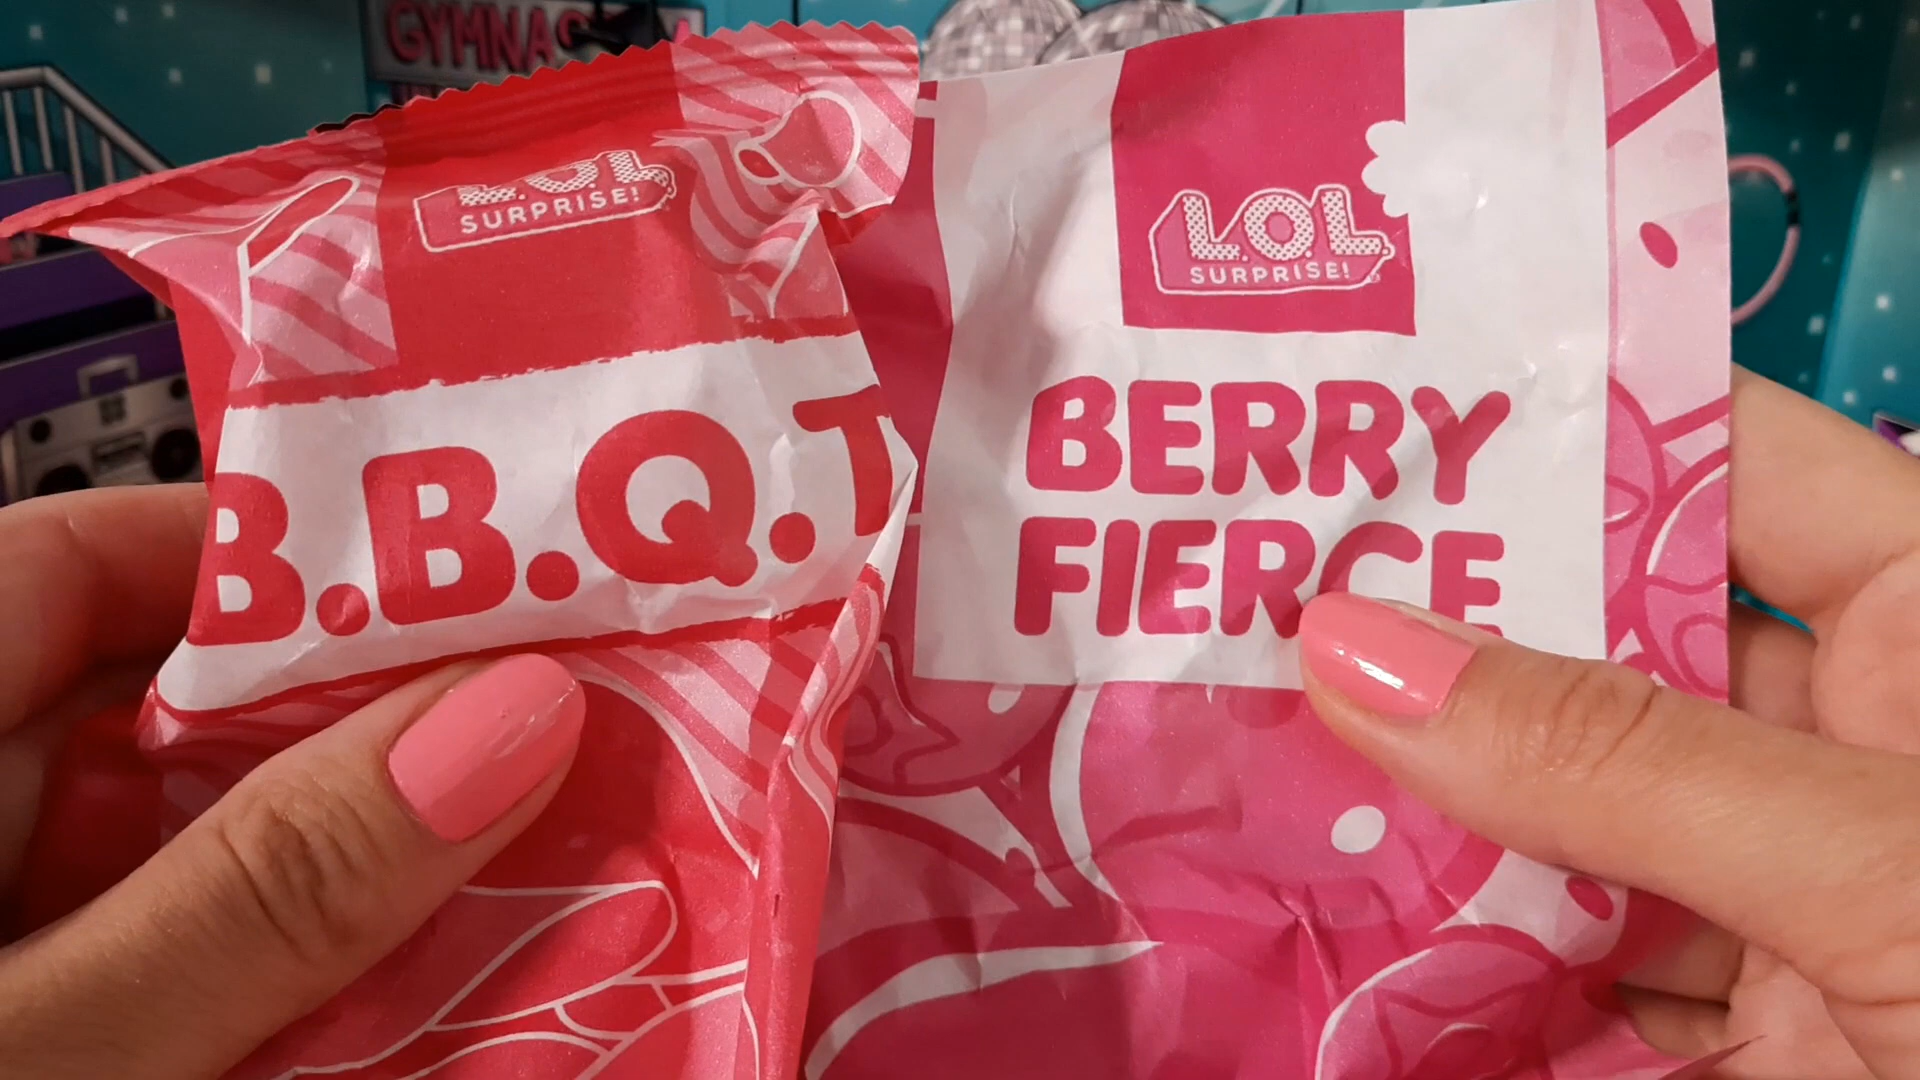 L.O.L.
SURPRISE!
B.B.Q.T
L.O.L.
SURPRISE!
BERRY
FIERCE